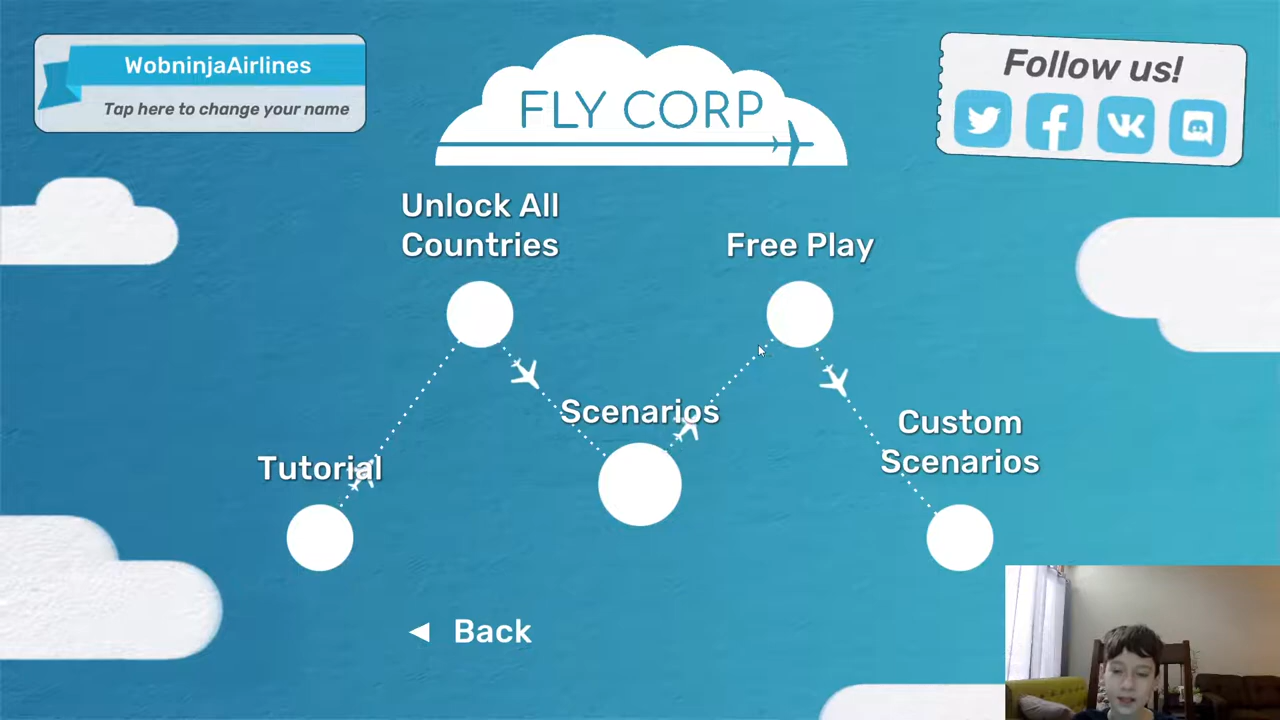 WobninjaAirlines
Tap here to change your name
FLY CORP
Follow us!
Unlock All
Countries
Free Play
Scenarios
Custom
Scenarios
Tutorial
◄ Back